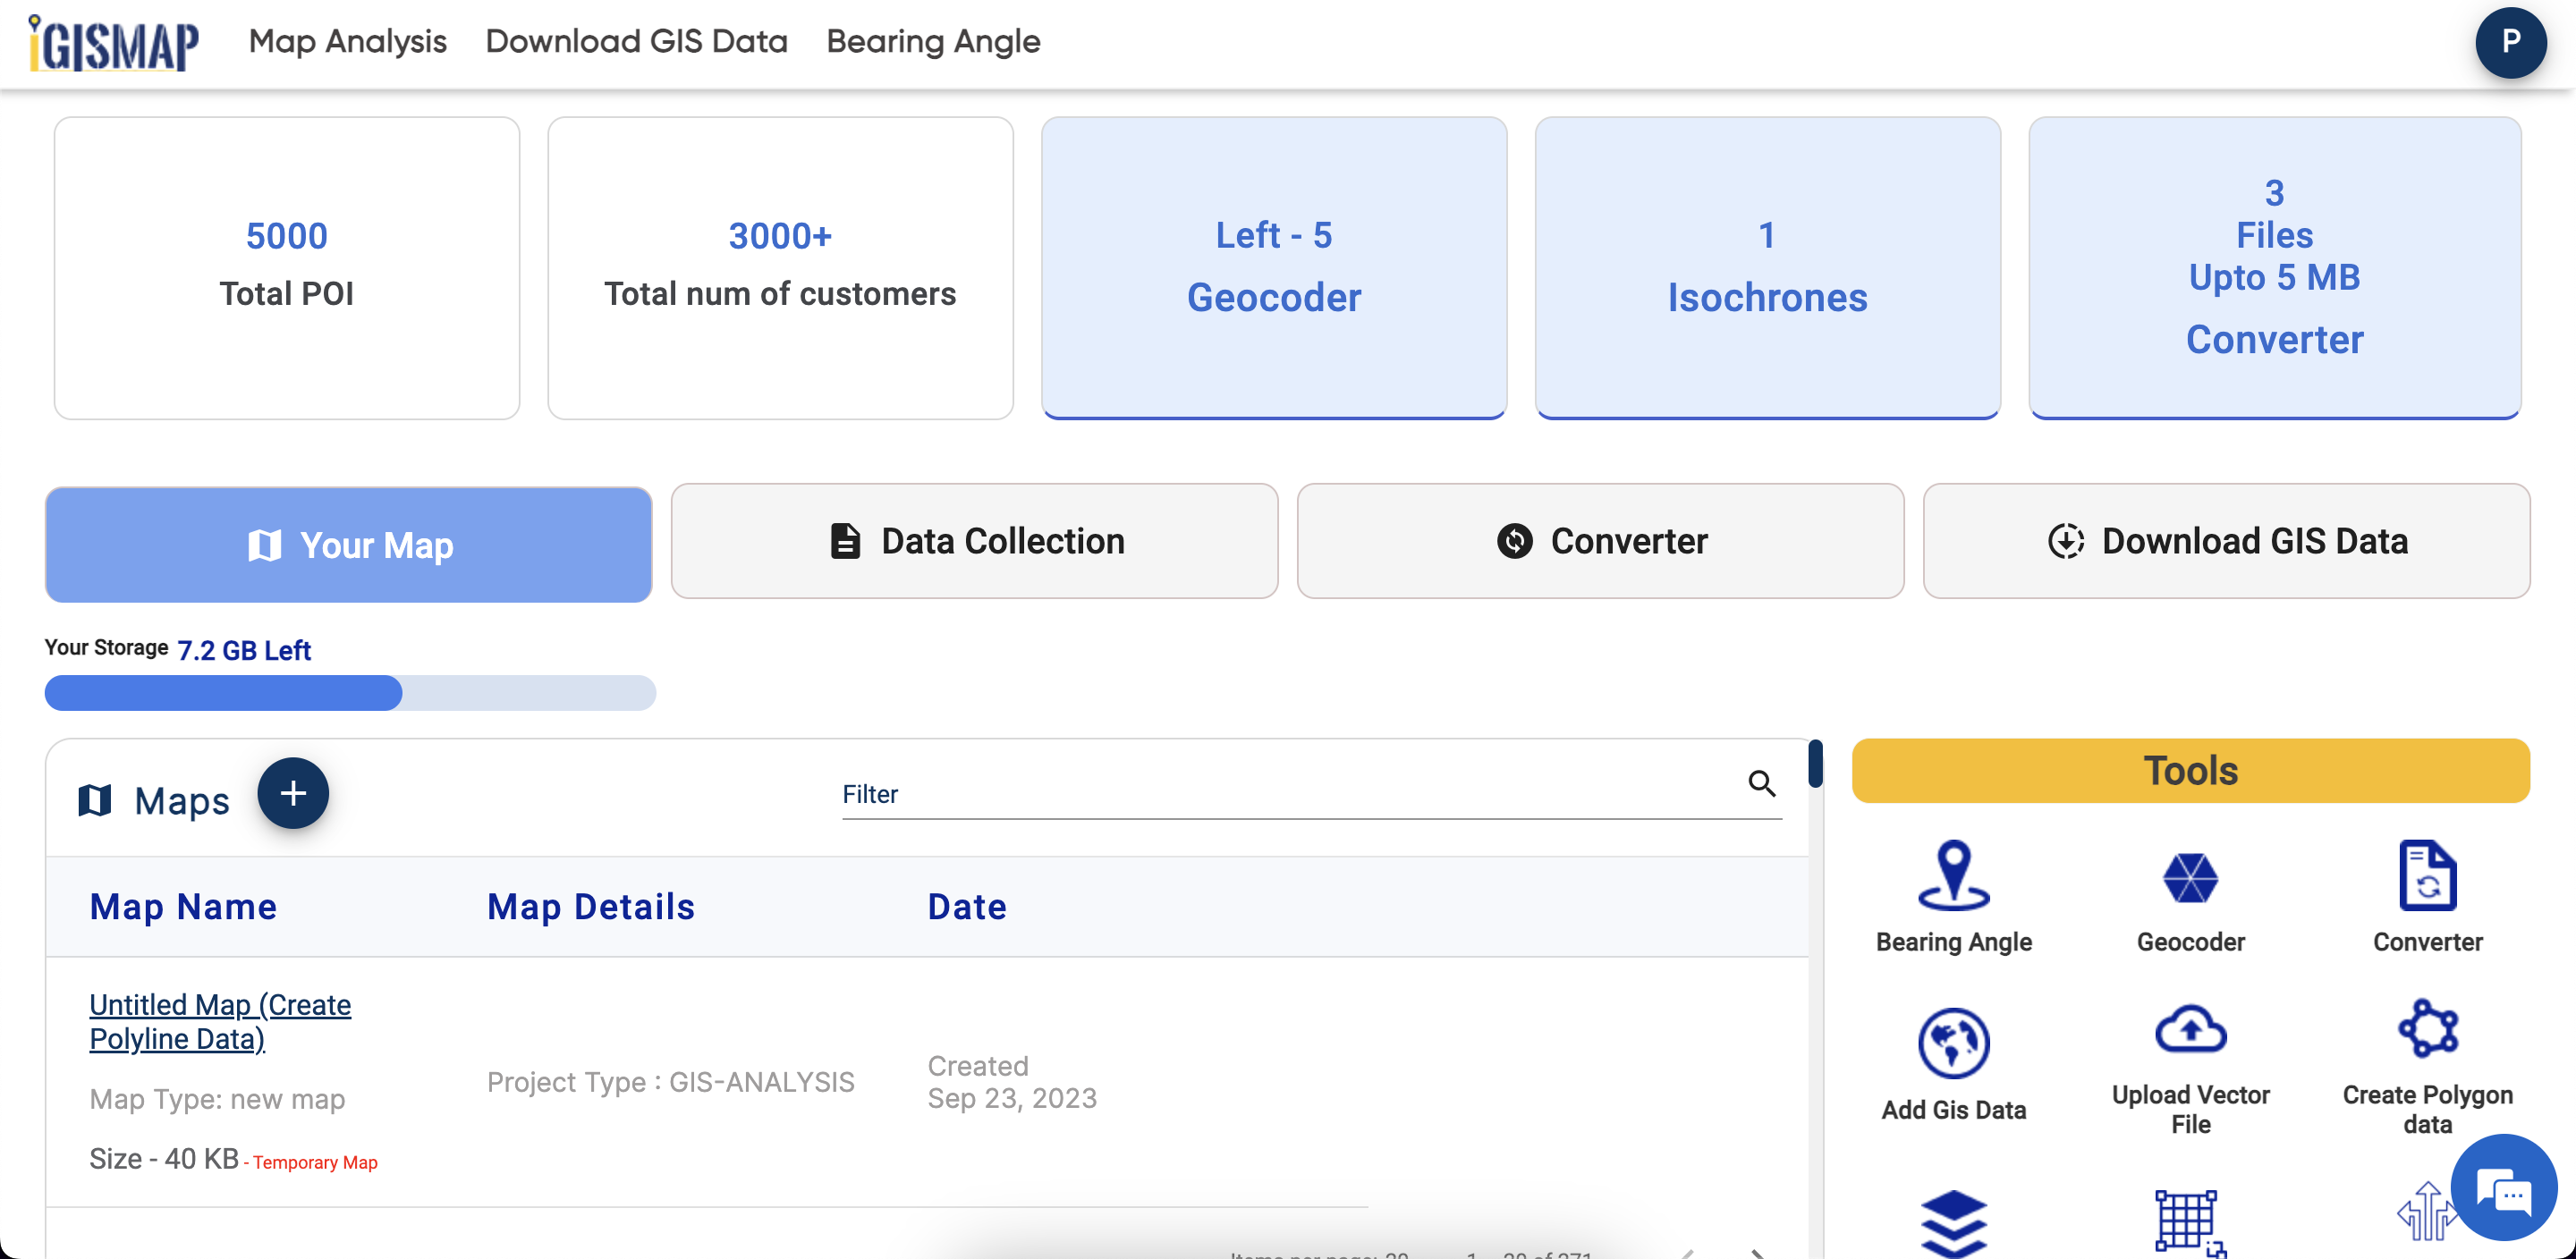 iGISMAP
Map Analysis
Download GIS Data
Bearing Angle
P
5000
Total POI
3000+
Total num of customers
Left - 5
Geocoder
1
Isochrones
3
Files
Upto 5 MB
Converter
Your Map
Data Collection
Converter
Download GIS Data
Your Storage 7.2 GB Left
Maps
+
Filter
Map Name
Map Details
Date
Untitled Map (Create
Polyline Data)
Map Type: new map
Size - 40 KB - Temporary Map
Project Type : GIS-ANALYSIS
Created
Sep 23, 2023
Tools
Bearing Angle
Geocoder
Converter
Add Gis Data
Upload Vector
File
Create Polygon
data